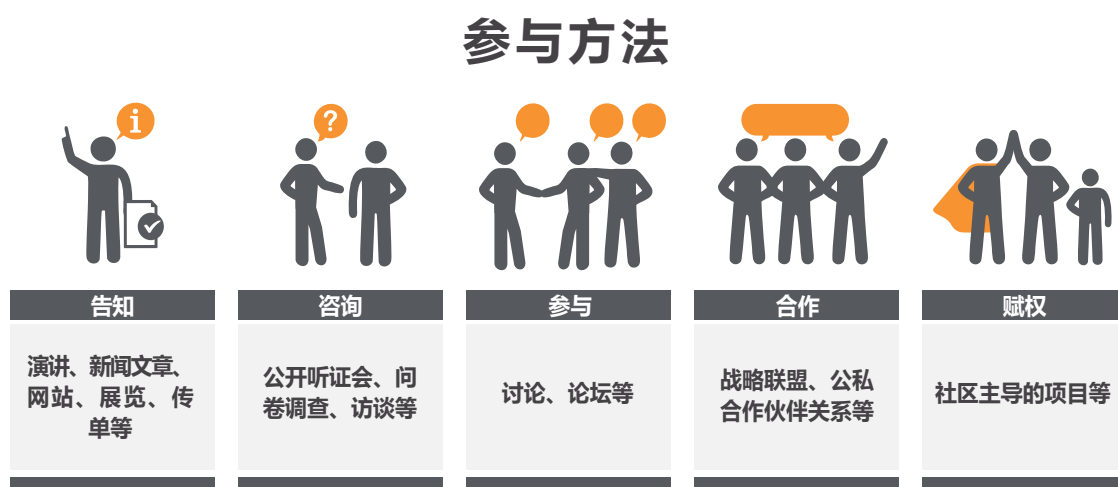 参与方法
i
?
告知
咨询
参与
合作
赋权
演讲、新闻文章、
网站、展览、传
单等
公开听证会、问
卷调查、访谈等
讨论、论坛等
战略联盟、公私
合作伙伴关系等
社区主导的项目等